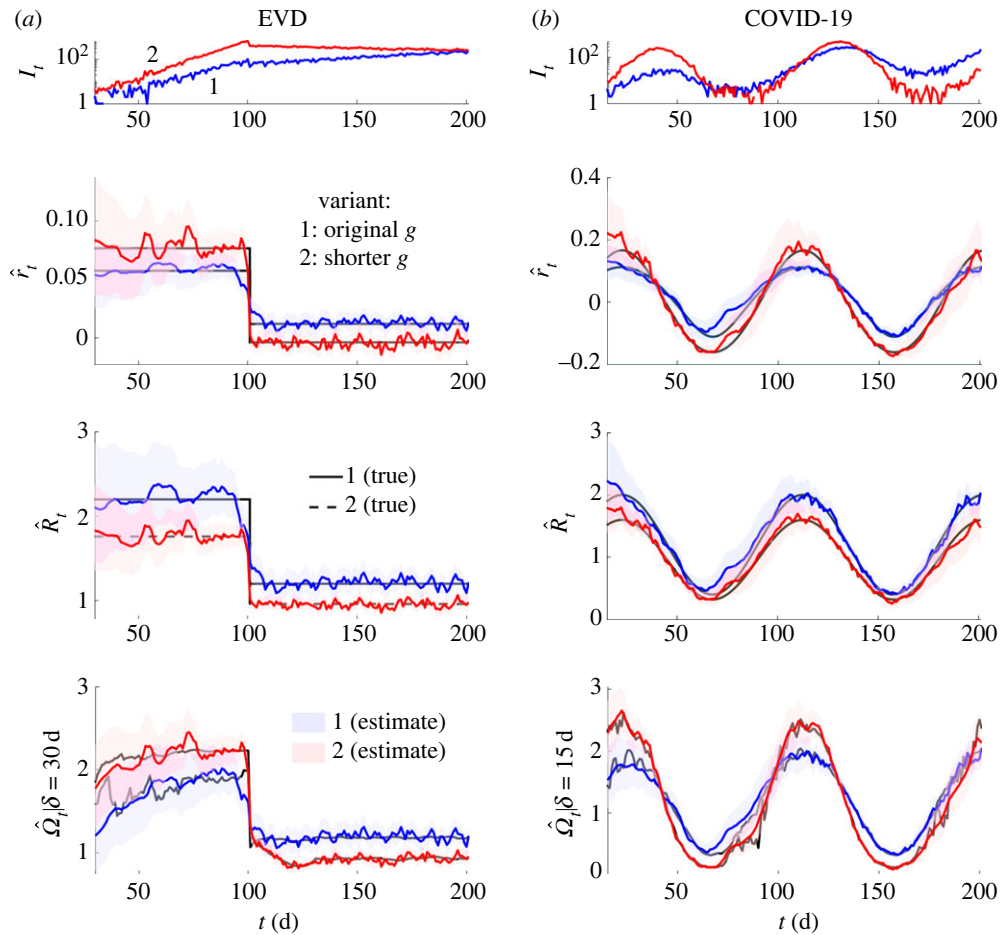 (a) EVD
(b) COVID-19
I_t
10²
1
2
1
50 100 150 200
I_t
10²
1
50 100 150 200
r̂_t
0.10
0.05
0
variant:
1: original g
2: shorter g
50 100 150 200
r̂_t
0.4
0.2
0
–0.2
50 100 150 200
R̂_t
3
2
1
1 (true)
2 (true)
50 100 150 200
R̂_t
3
2
1
0
50 100 150 200
Ω̂_t|δ = 30 d
3
2
1
1 (estimate)
2 (estimate)
50 100 150 200
t (d)
Ω̂_t|δ = 15 d
3
2
1
0
50 100 150 200
t (d)